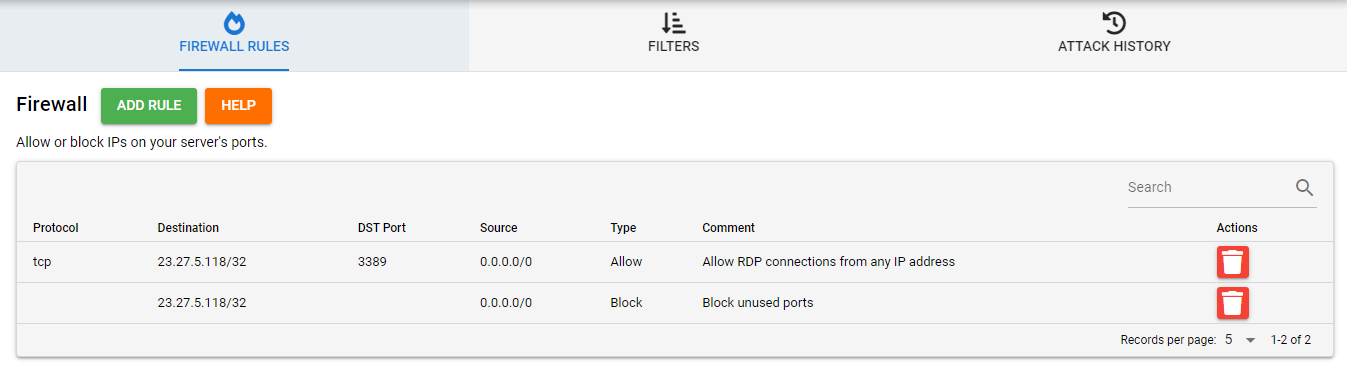 FIREWALL RULES FILTERS ATTACK HISTORY
Firewall ADD RULE HELP
Allow or block IPs on your server's ports.
Search
Protocol Destination DST Port Source Type Comment Actions
tcp 23.27.5.118/32 3389 0.0.0.0/0 Allow Allow RDP connections from any IP address
23.27.5.118/32 0.0.0.0/0 Block Block unused ports
Records per page: 5 1-2 of 2